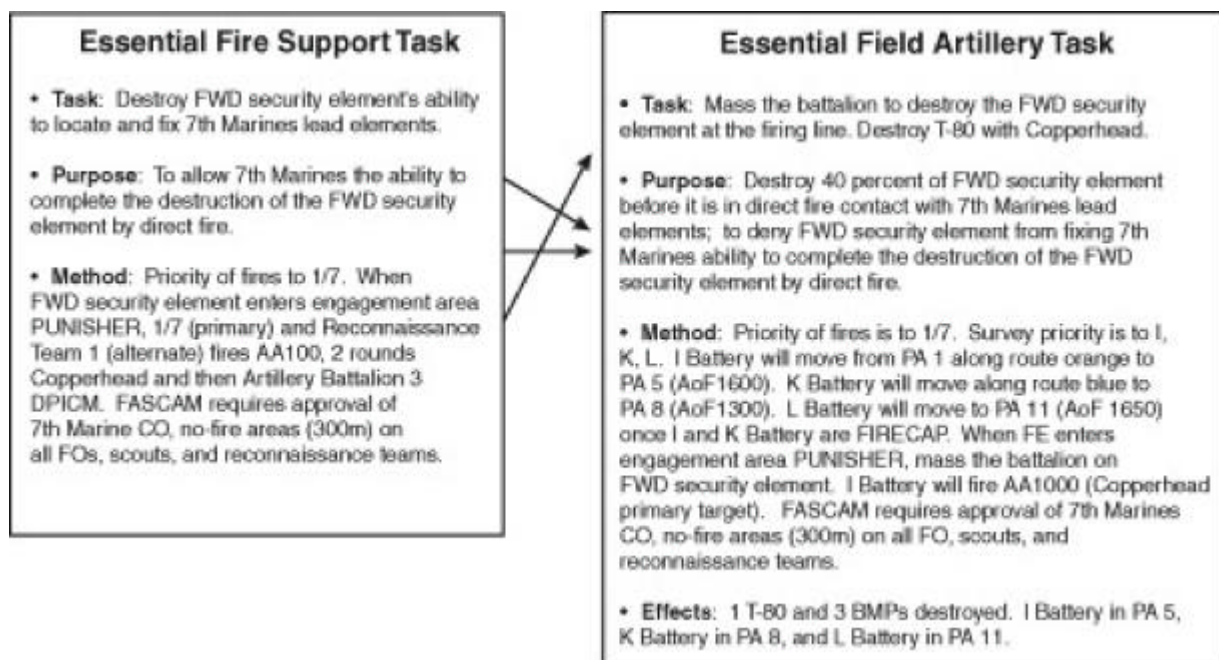 Essential Fire Support Task
• Task: Destroy FWD security element's ability
to locate and fix 7th Marines lead elements.
• Purpose: To allow 7th Marines the ability to
complete the destruction of the FWD security
element by direct fire.
• Method: Priority of fires to 1/7. When
FWD security element enters engagement area
PUNISHER, 1/7 (primary) and Reconnaissance
Team 1 (alternate) fires AA100, 2 rounds
Copperhead and then Artillery Battalion 3
DPICM. FASCAM requires approval of
7th Marine CO, no-fire areas (300m) on
all FOs, scouts, and reconnaissance teams.
Essential Field Artillery Task
• Task: Mass the battalion to destroy the FWD security
element at the firing line. Destroy T-80 with Copperhead.
• Purpose: Destroy 40 percent of FWD security element
before it is in direct fire contact with 7th Marines lead
elements; to deny FWD security element from fixing 7th
Marines ability to complete the destruction of the FWD
security element by direct fire.
• Method: Priority of fires is to 1/7. Survey priority is to I,
K, L. I Battery will move from PA 1 along route orange to
PA 5 (AoF1600). K Battery will move along route blue to
PA 8 (AoF1300). L Battery will move to PA 11 (AoF 1650)
once I and K Battery are FIRECAP. When FE enters
engagement area PUNISHER, mass the battalion on
FWD security element. I Battery will fire AA1000 (Copperhead
primary target). FASCAM requires approval of 7th Marines
CO, no-fire areas (300m) on all FO, scouts, and
reconnaissance teams.
• Effects: 1 T-80 and 3 BMPs destroyed. I Battery in PA 5,
K Battery in PA 8, and L Battery in PA 11.